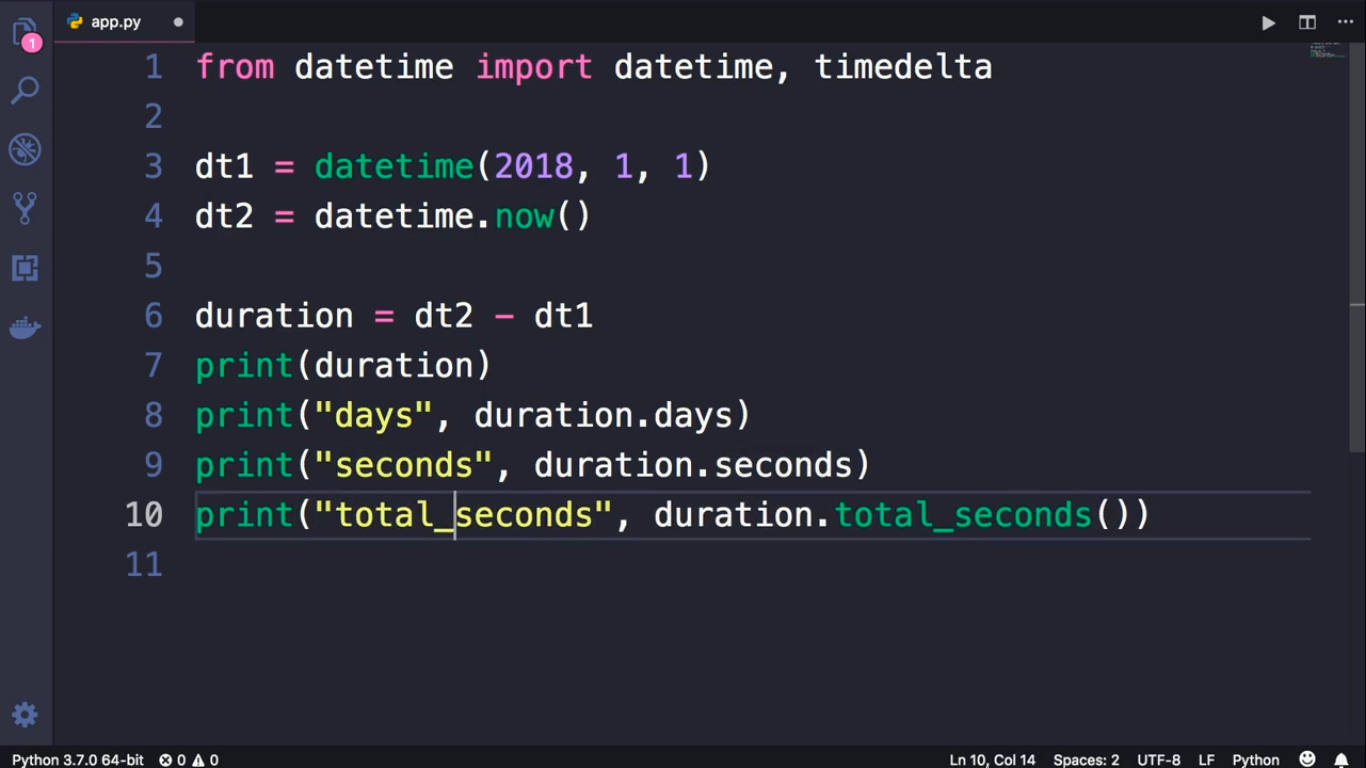 app.py
1
1 from datetime import datetime, timedelta
2
3 dt1 = datetime(2018, 1, 1)
4 dt2 = datetime.now()
5
6 duration = dt2 - dt1
7 print(duration)
8 print("days", duration.days)
9 print("seconds", duration.seconds)
10 print("total_seconds", duration.total_seconds())
11
Python 3.7.0 64-bit 0 0 Ln 10, Col 14 Spaces: 2 UTF-8 LF Python